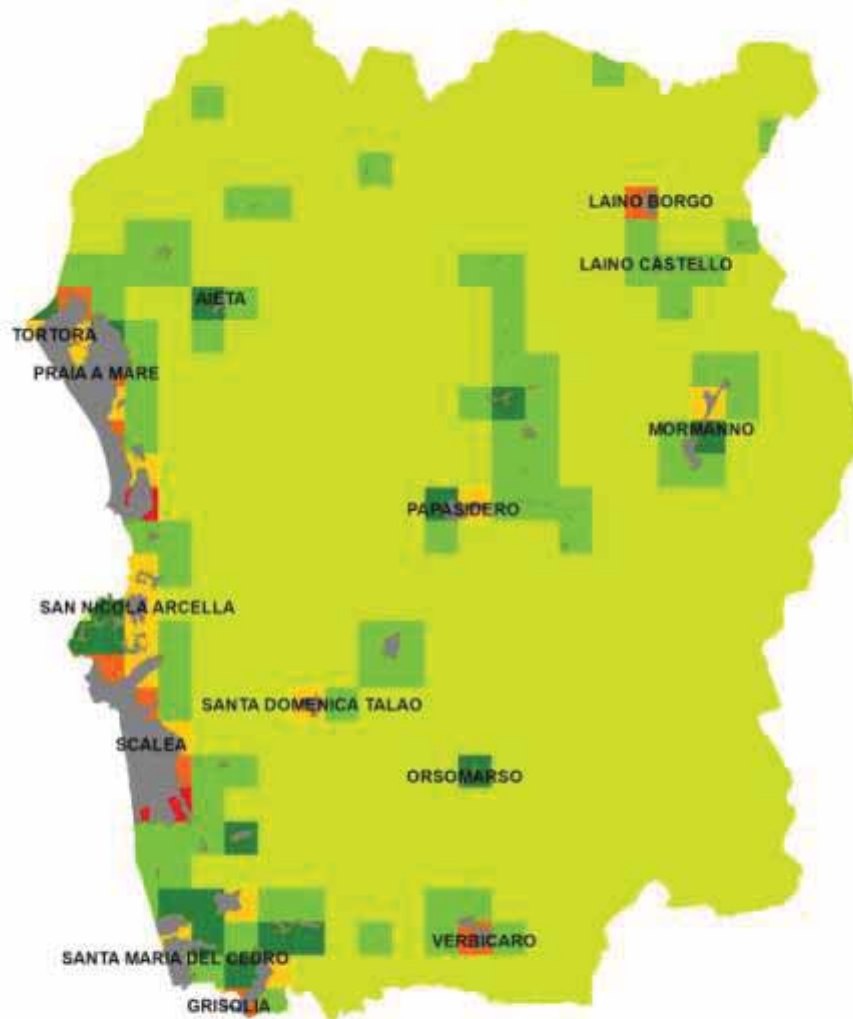 LAINO BORGO
LAINO CASTELLO
AIETA
TORTORA
PRAIA A MARE
MORMANNO
PAPASIDERO
SAN NICOLA ARCELLA
SANTA DOMENICA TALAO
SCALEA
ORSOMARSO
VERBICARO
SANTA MARIA DEL CEDRO
GRISOLIA